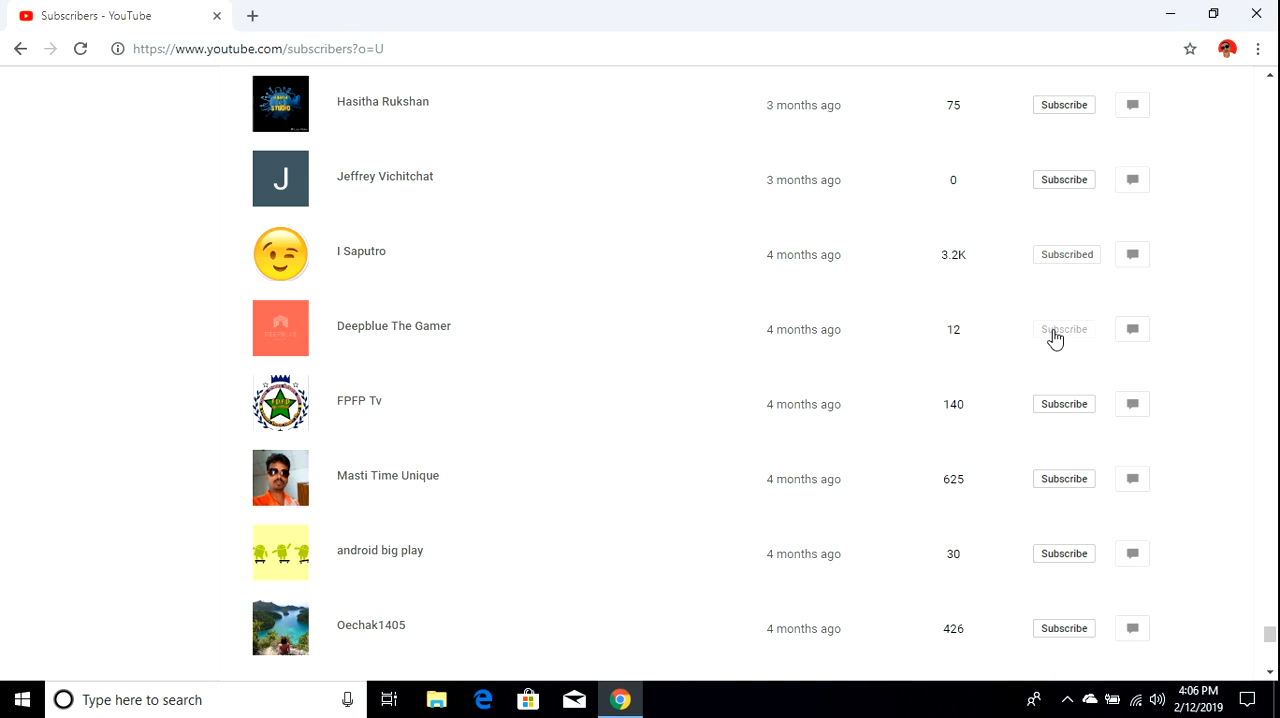 Subscribers - YouTube
https://www.youtube.com/subscribers?o=U
Hasitha Rukshan 3 months ago 75 Subscribe
J Jeffrey Vichitchat 3 months ago 0 Subscribe
I Saputro 4 months ago 3.2K Subscribed
Deepblue The Gamer 4 months ago 12 Subscribe
FPFP Tv 4 months ago 140 Subscribe
Masti Time Unique 4 months ago 625 Subscribe
android big play 4 months ago 30 Subscribe
Oechak1405 4 months ago 426 Subscribe
Type here to search
4:06 PM
2/12/2019